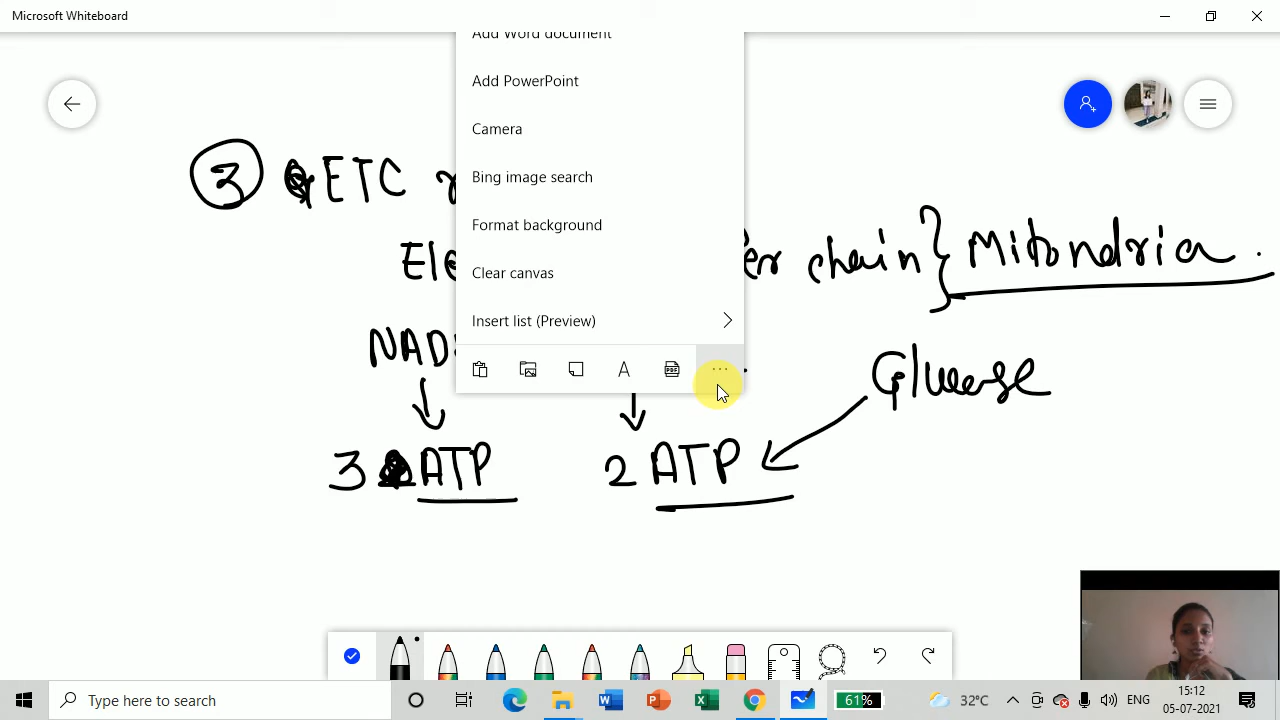 Microsoft Whiteboard
Add Word document
Add PowerPoint
Camera
Bing image search
Format background
Clear canvas
Insert list (Preview)
A
PDF
...
3 ETC
Ele er chain } Mitondria .
NAD
Glucose
3 ATP 2 ATP
Type here to search
61%
32°C
ENG
15:12
05-07-2021